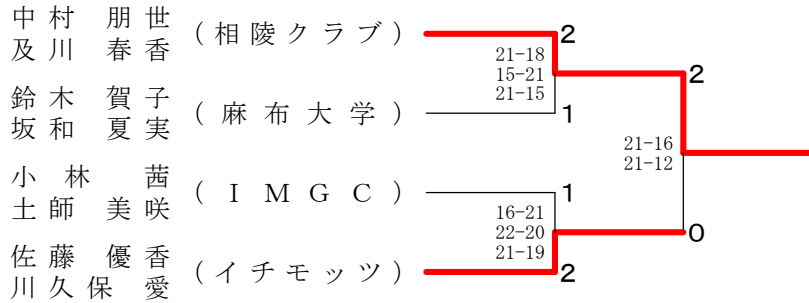 中村 朋世
及川 春香
(相陵クラブ)
2
21-18
15-21
21-15
2
鈴木 賀子
坂和 夏実
(麻布大学)
1
21-16
21-12
小林 茜
土師 美咲
(IMGC)
1
16-21
22-20
21-19
0
佐藤 優香
川久保 愛
(イチモッツ)
2